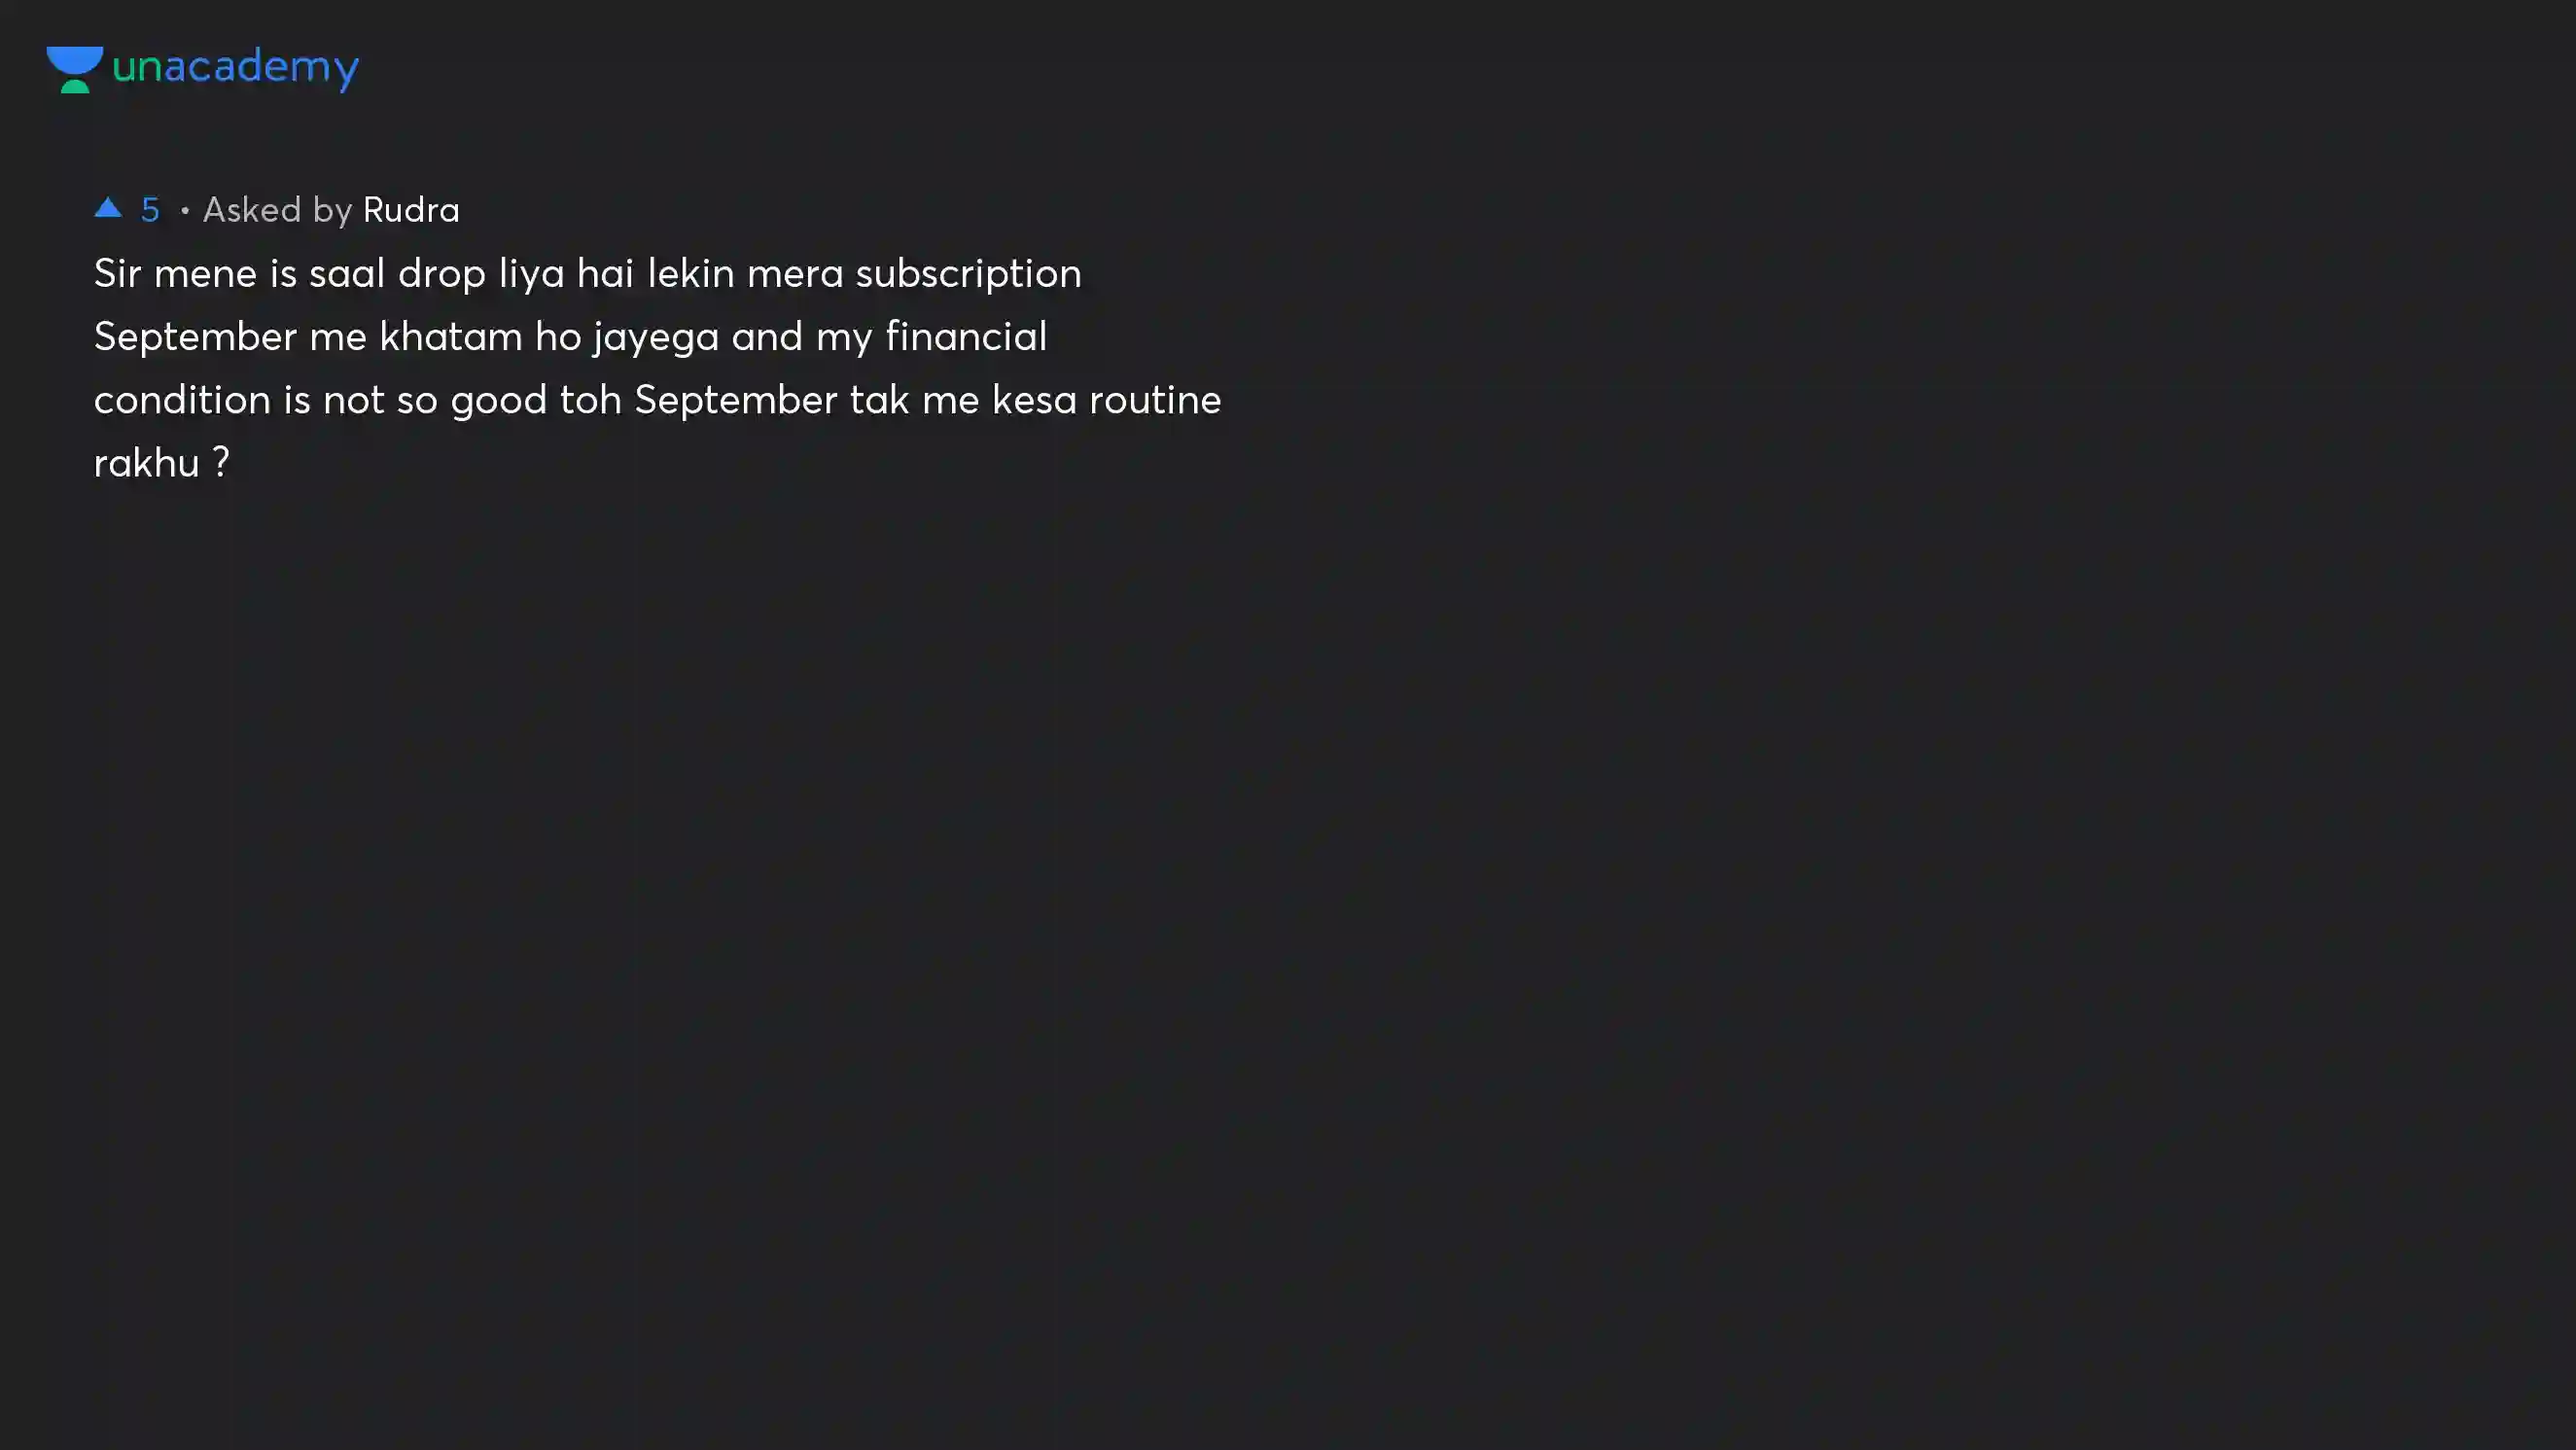 unacademy
▲ 5 • Asked by Rudra
Sir mene is saal drop liya hai lekin mera subscription
September me khatam ho jayega and my financial
condition is not so good toh September tak me kesa routine
rakhu ?